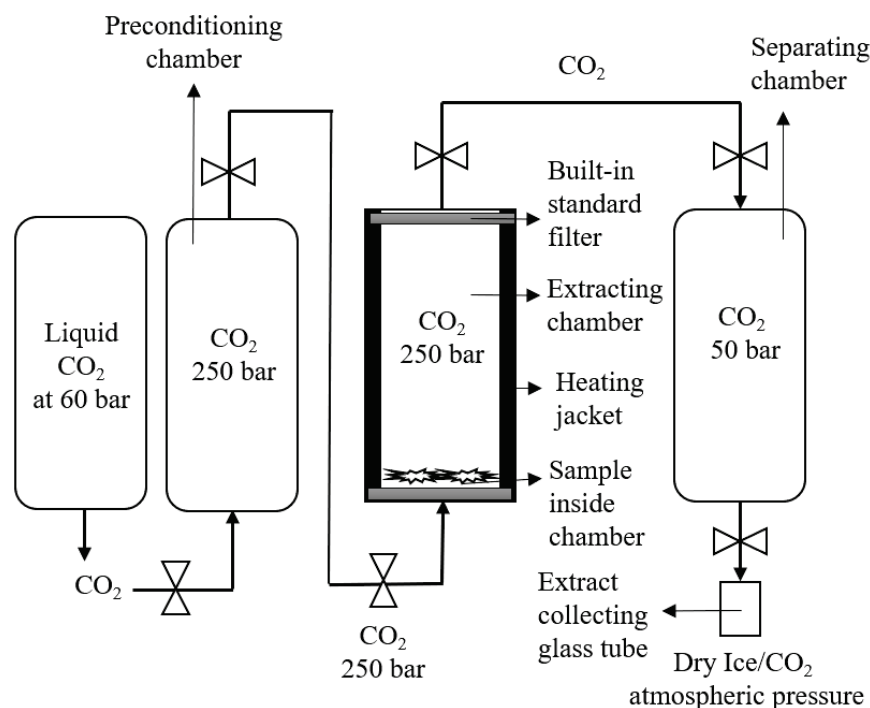 Preconditioning
chamber
CO₂
Separating
chamber
Built-in
standard
filter
Liquid
CO₂
at 60 bar
CO₂
250 bar
CO₂
250 bar
Extracting
chamber
CO₂
50 bar
Heating
jacket
Sample
inside
chamber
CO₂
CO₂
250 bar
Extract
collecting
glass tube
Dry Ice/CO₂
atmospheric pressure